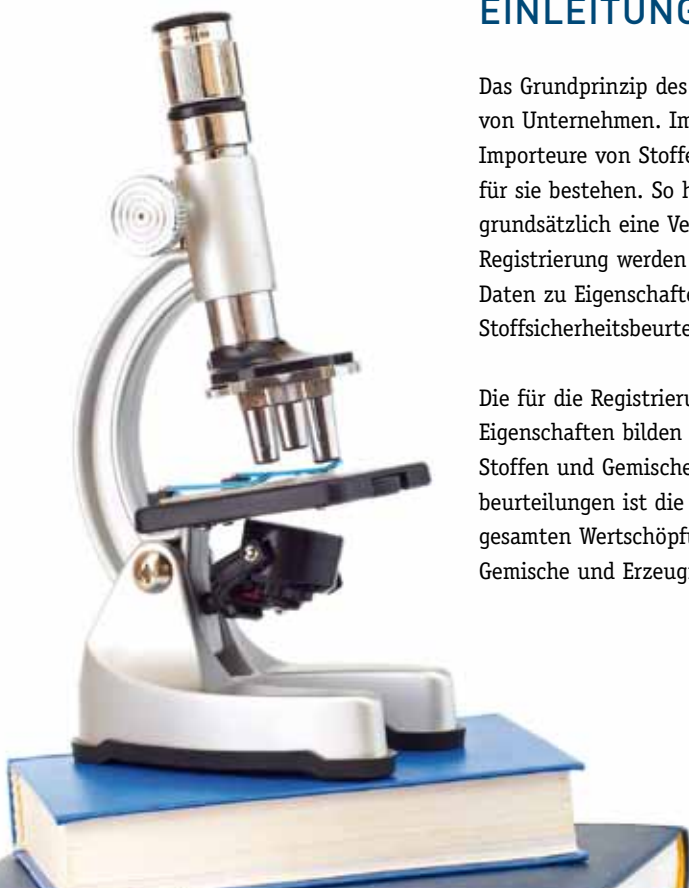 EINLEITUNG
Das Grundprinzip des
von Unternehmen. Im
Importeure von Stoffe
für sie bestehen. So h
grundsätzlich eine Ve
Registrierung werden
Daten zu Eigenschafte
Stoffsicherheitsbeurte
Die für die Registrieru
Eigenschaften bilden
Stoffen und Gemische
beurteilungen ist die
gesamten Wertschöpfu
Gemische und Erzeug